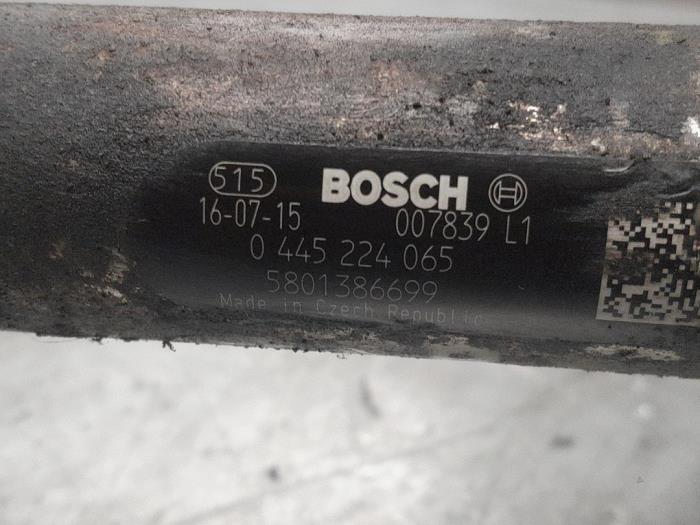 515 BOSCH
16-07-15 007839 L1
0 445 224 065
5801386699
Made in Czech Republic